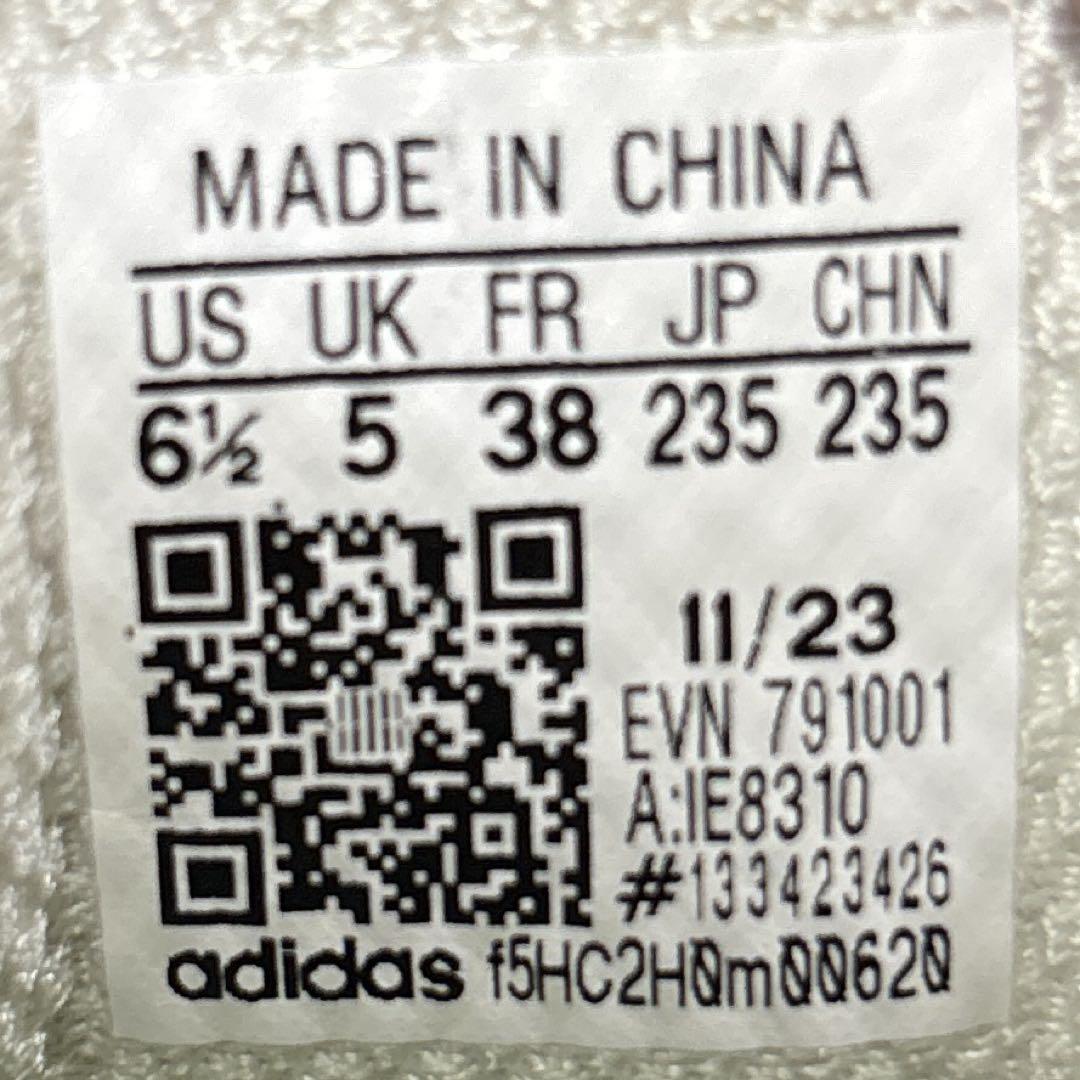 MADE IN CHINA
US UK FR JP CHN
6½ 5 38 235 235
11/23
EVN 791001
A:IE8310
#133423426
adidas f5HC2H0m00620